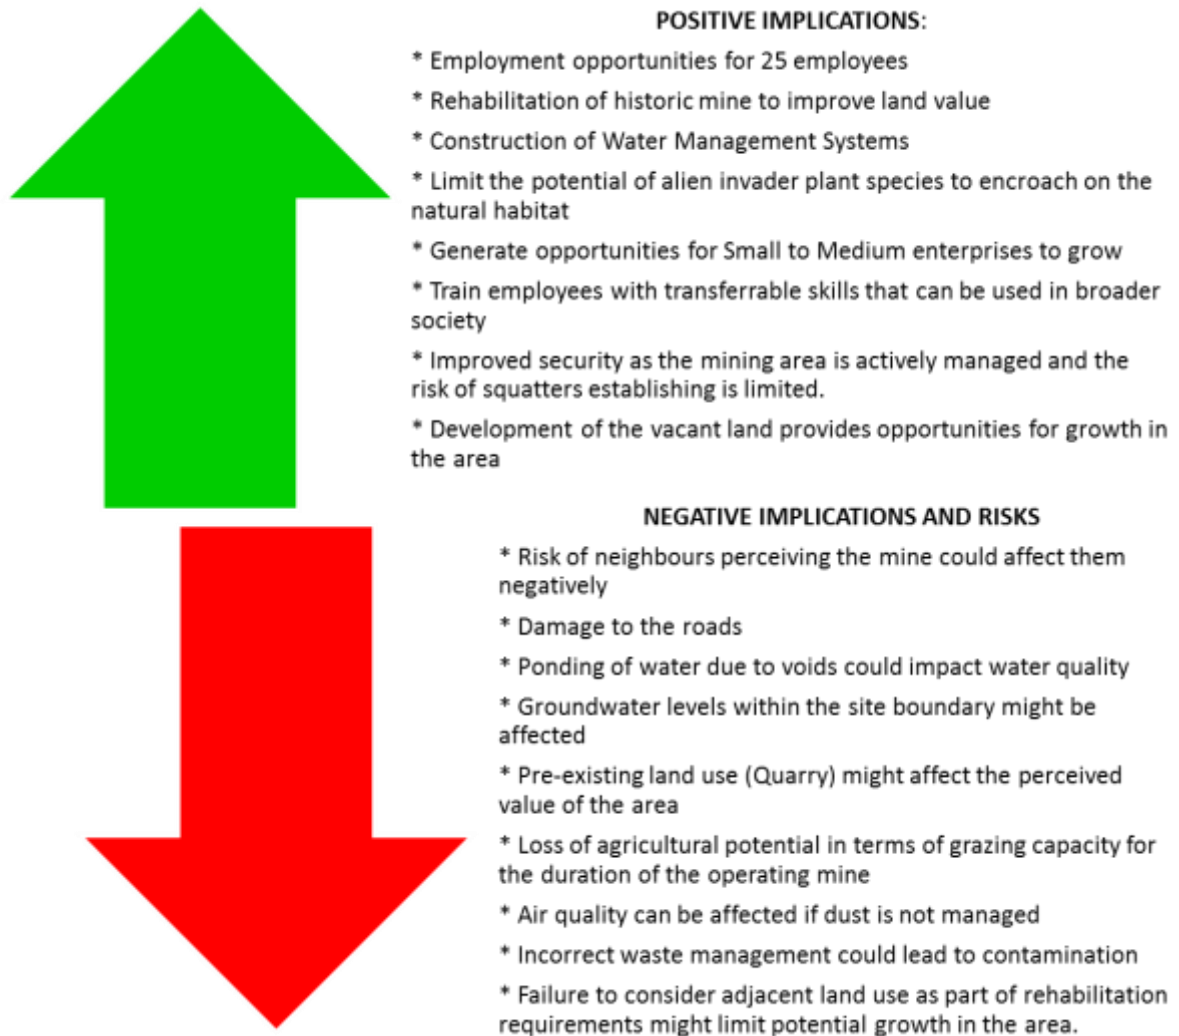 POSITIVE IMPLICATIONS:
* Employment opportunities for 25 employees
* Rehabilitation of historic mine to improve land value
* Construction of Water Management Systems
* Limit the potential of alien invader plant species to encroach on the
natural habitat
* Generate opportunities for Small to Medium enterprises to grow
* Train employees with transferrable skills that can be used in broader
society
* Improved security as the mining area is actively managed and the
risk of squatters establishing is limited.
* Development of the vacant land provides opportunities for growth in
the area
NEGATIVE IMPLICATIONS AND RISKS
* Risk of neighbours perceiving the mine could affect them
negatively
* Damage to the roads
* Ponding of water due to voids could impact water quality
* Groundwater levels within the site boundary might be
affected
* Pre-existing land use (Quarry) might affect the perceived
value of the area
* Loss of agricultural potential in terms of grazing capacity for
the duration of the operating mine
* Air quality can be affected if dust is not managed
* Incorrect waste management could lead to contamination
* Failure to consider adjacent land use as part of rehabilitation
requirements might limit potential growth in the area.